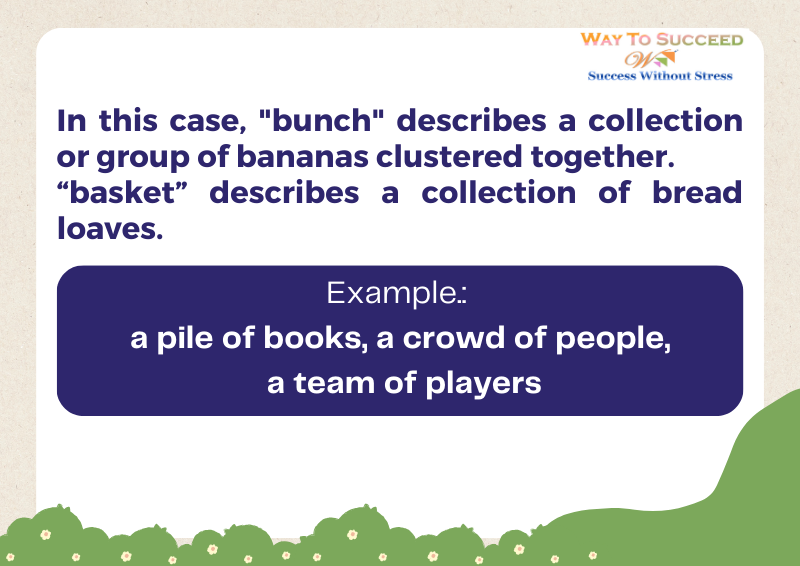 WAY TO SUCCEED
Success Without Stress
In this case, "bunch" describes a collection
or group of bananas clustered together.
“basket” describes a collection of bread
loaves.
Example.:
a pile of books, a crowd of people,
a team of players